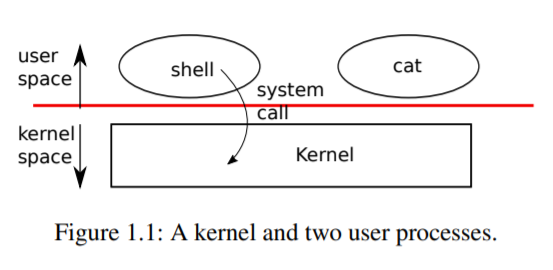 user
space
shell
cat
system
call
kernel
space
Kernel
Figure 1.1: A kernel and two user processes.